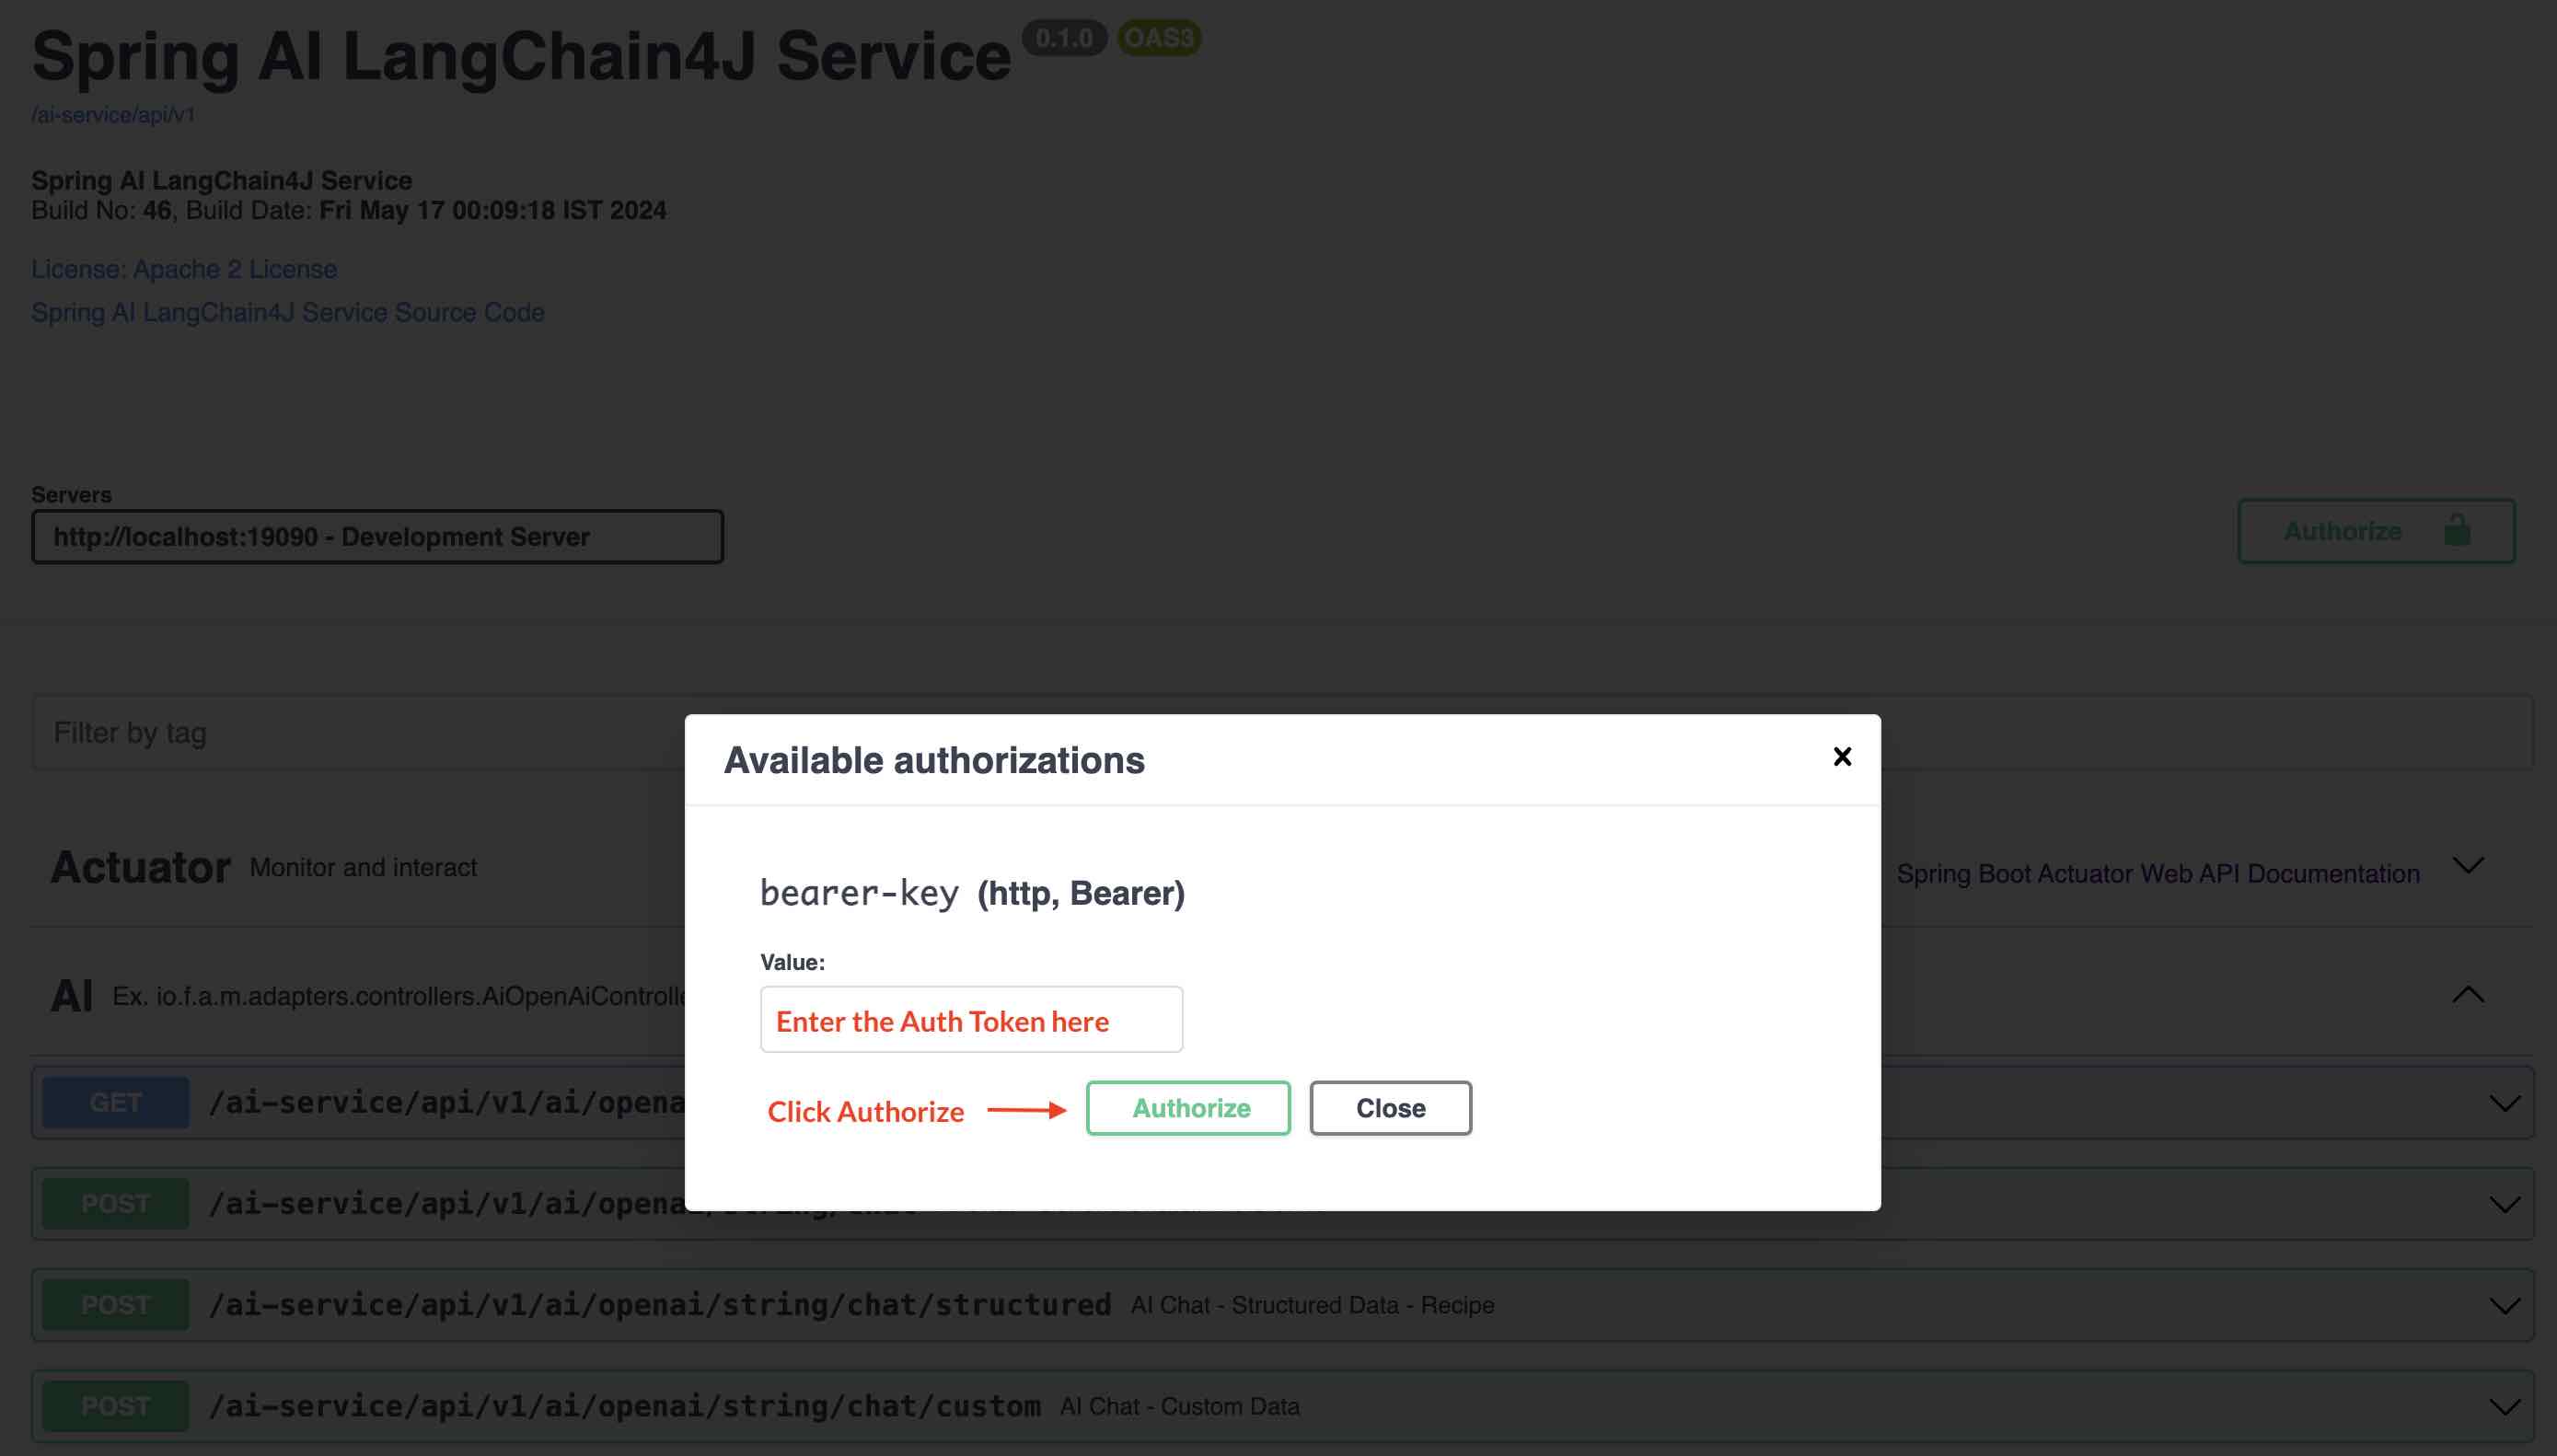 Spring AI LangChain4J Service 0.1.0 OAS3
/ai-service/api/v1
Spring AI LangChain4J Service
Build No: 46, Build Date: Fri May 17 00:09:18 IST 2024
License: Apache 2 License
Spring AI LangChain4J Service Source Code
Servers
http://localhost:19090 - Development Server
Authorize
Filter by tag
Available authorizations
Actuator Monitor and interact
Spring Boot Actuator Web API Documentation
bearer-key (http, Bearer)
Value:
Enter the Auth Token here
AI Ex. io.f.a.m.adapters.controllers.AiOpenAiControlle
Click Authorize
Authorize
Close
GET /ai-service/api/v1/ai/opena
POST /ai-service/api/v1/ai/opena
POST /ai-service/api/v1/ai/openai/string/chat/structured AI Chat - Structured Data - Recipe
POST /ai-service/api/v1/ai/openai/string/chat/custom AI Chat - Custom Data